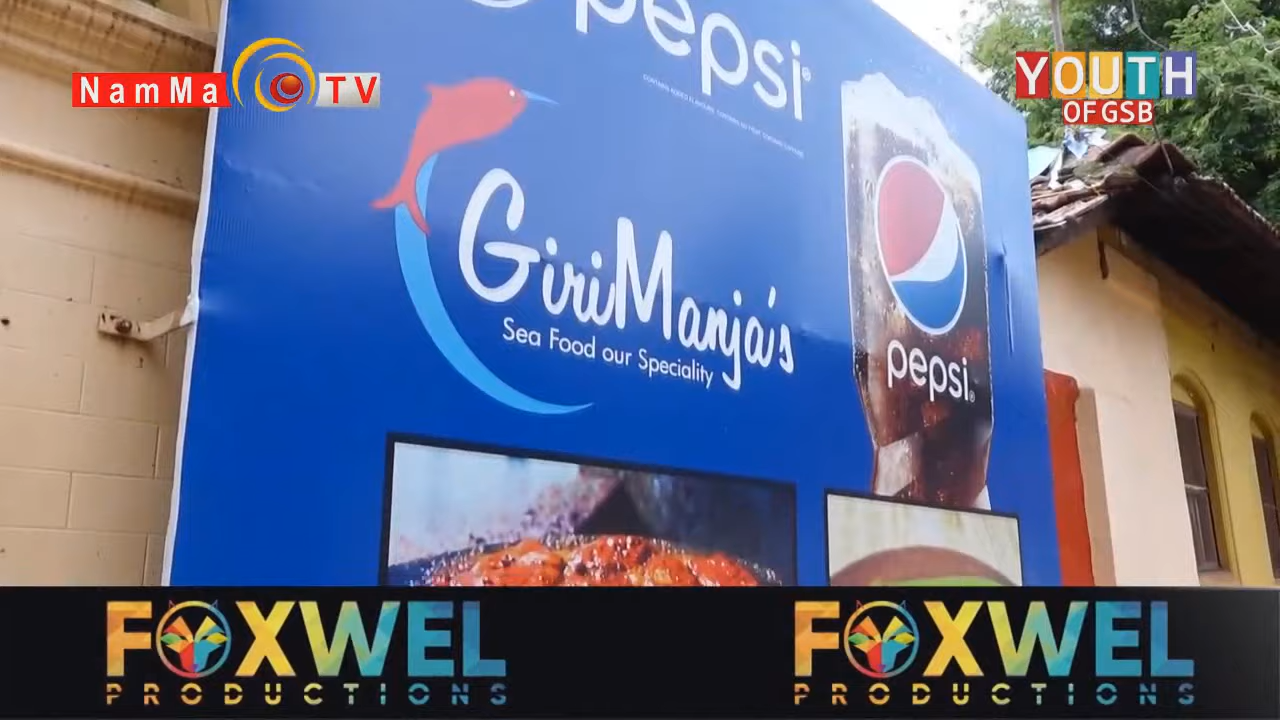 NamMa TV
YOUTH
OF GSB
pepsi
GiriManja's
Sea Food our Speciality
pepsi
FOXWEL
PRODUCTIONS
FOXWEL
PRODUCTIONS